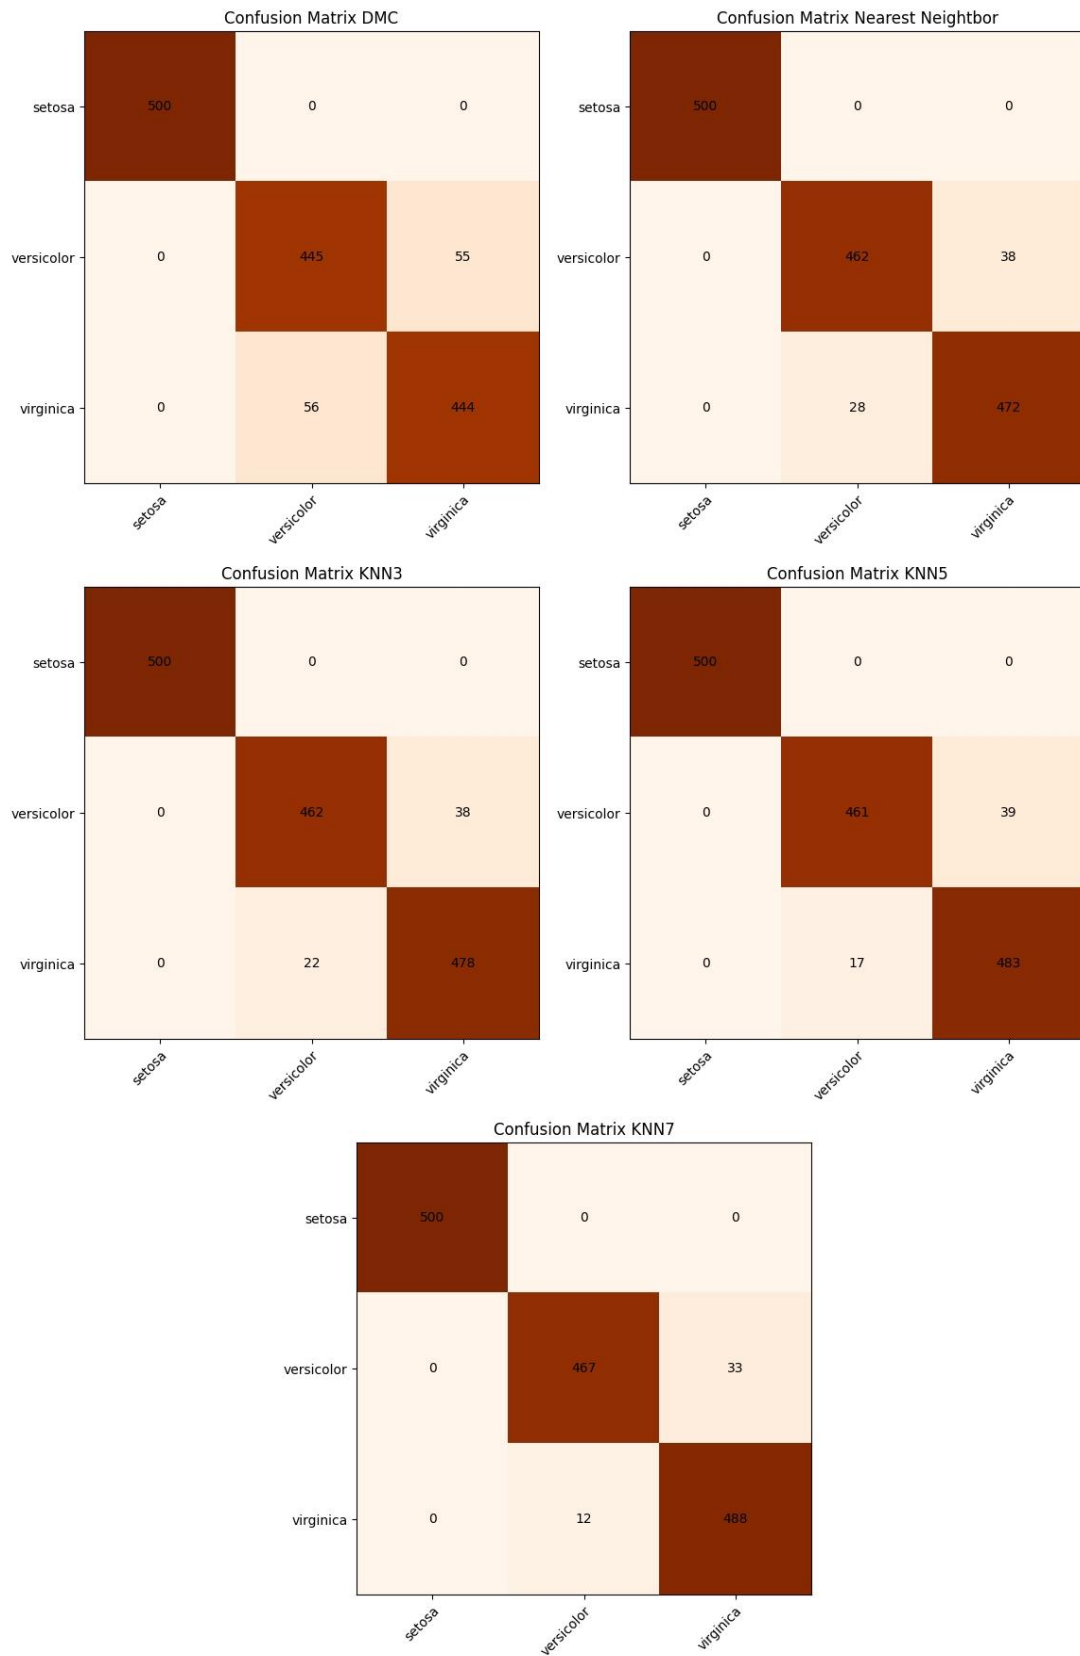 Confusion Matrix DMC
setosa 500 0 0
versicolor 0 445 55
virginica 0 56 444
setosa versicolor virginica
Confusion Matrix Nearest Neightbor
setosa 500 0 0
versicolor 0 462 38
virginica 0 28 472
setosa versicolor virginica
Confusion Matrix KNN3
setosa 500 0 0
versicolor 0 462 38
virginica 0 22 478
setosa versicolor virginica
Confusion Matrix KNN5
setosa 500 0 0
versicolor 0 461 39
virginica 0 17 483
setosa versicolor virginica
Confusion Matrix KNN7
setosa 500 0 0
versicolor 0 467 33
virginica 0 12 488
setosa versicolor virginica